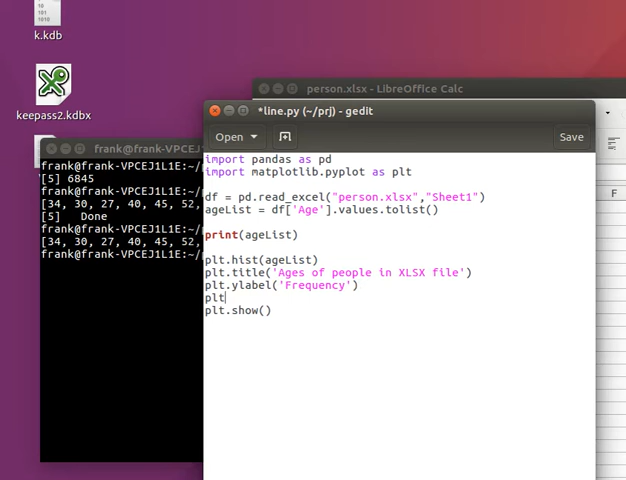 k.kdb
keepass2.kdbx
person.xlsx - LibreOffice Calc
*line.py (~/prj) - gedit
Open
Save
frank@frank-VPCEJ1L1E:~/
frank@frank-VPCEJ1L1E:~/
[5] 6845
[34, 30, 27, 40, 45, 52,
[5]   Done
frank@frank-VPCEJ1L1E:~/
[34, 30, 27, 40, 45, 52,
frank@frank-VPCEJ1L1E:~/
import pandas as pd
import matplotlib.pyplot as plt
df = pd.read_excel("person.xlsx","Sheet1")
ageList = df['Age'].values.tolist()
print(ageList)
plt.hist(ageList)
plt.title('Ages of people in XLSX file')
plt.ylabel('Frequency')
plt
plt.show()
F